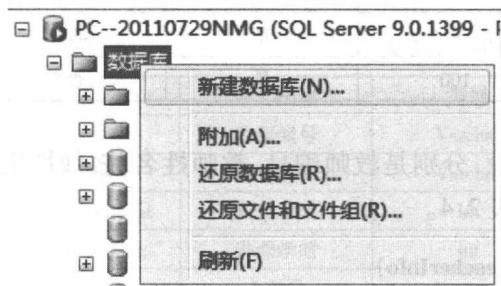 PC--20110729NMG (SQL Server 9.0.1399 -
数据库
新建数据库(N)...
附加(A)...
还原数据库(R)...
还原文件和文件组(R)...
刷新(F)